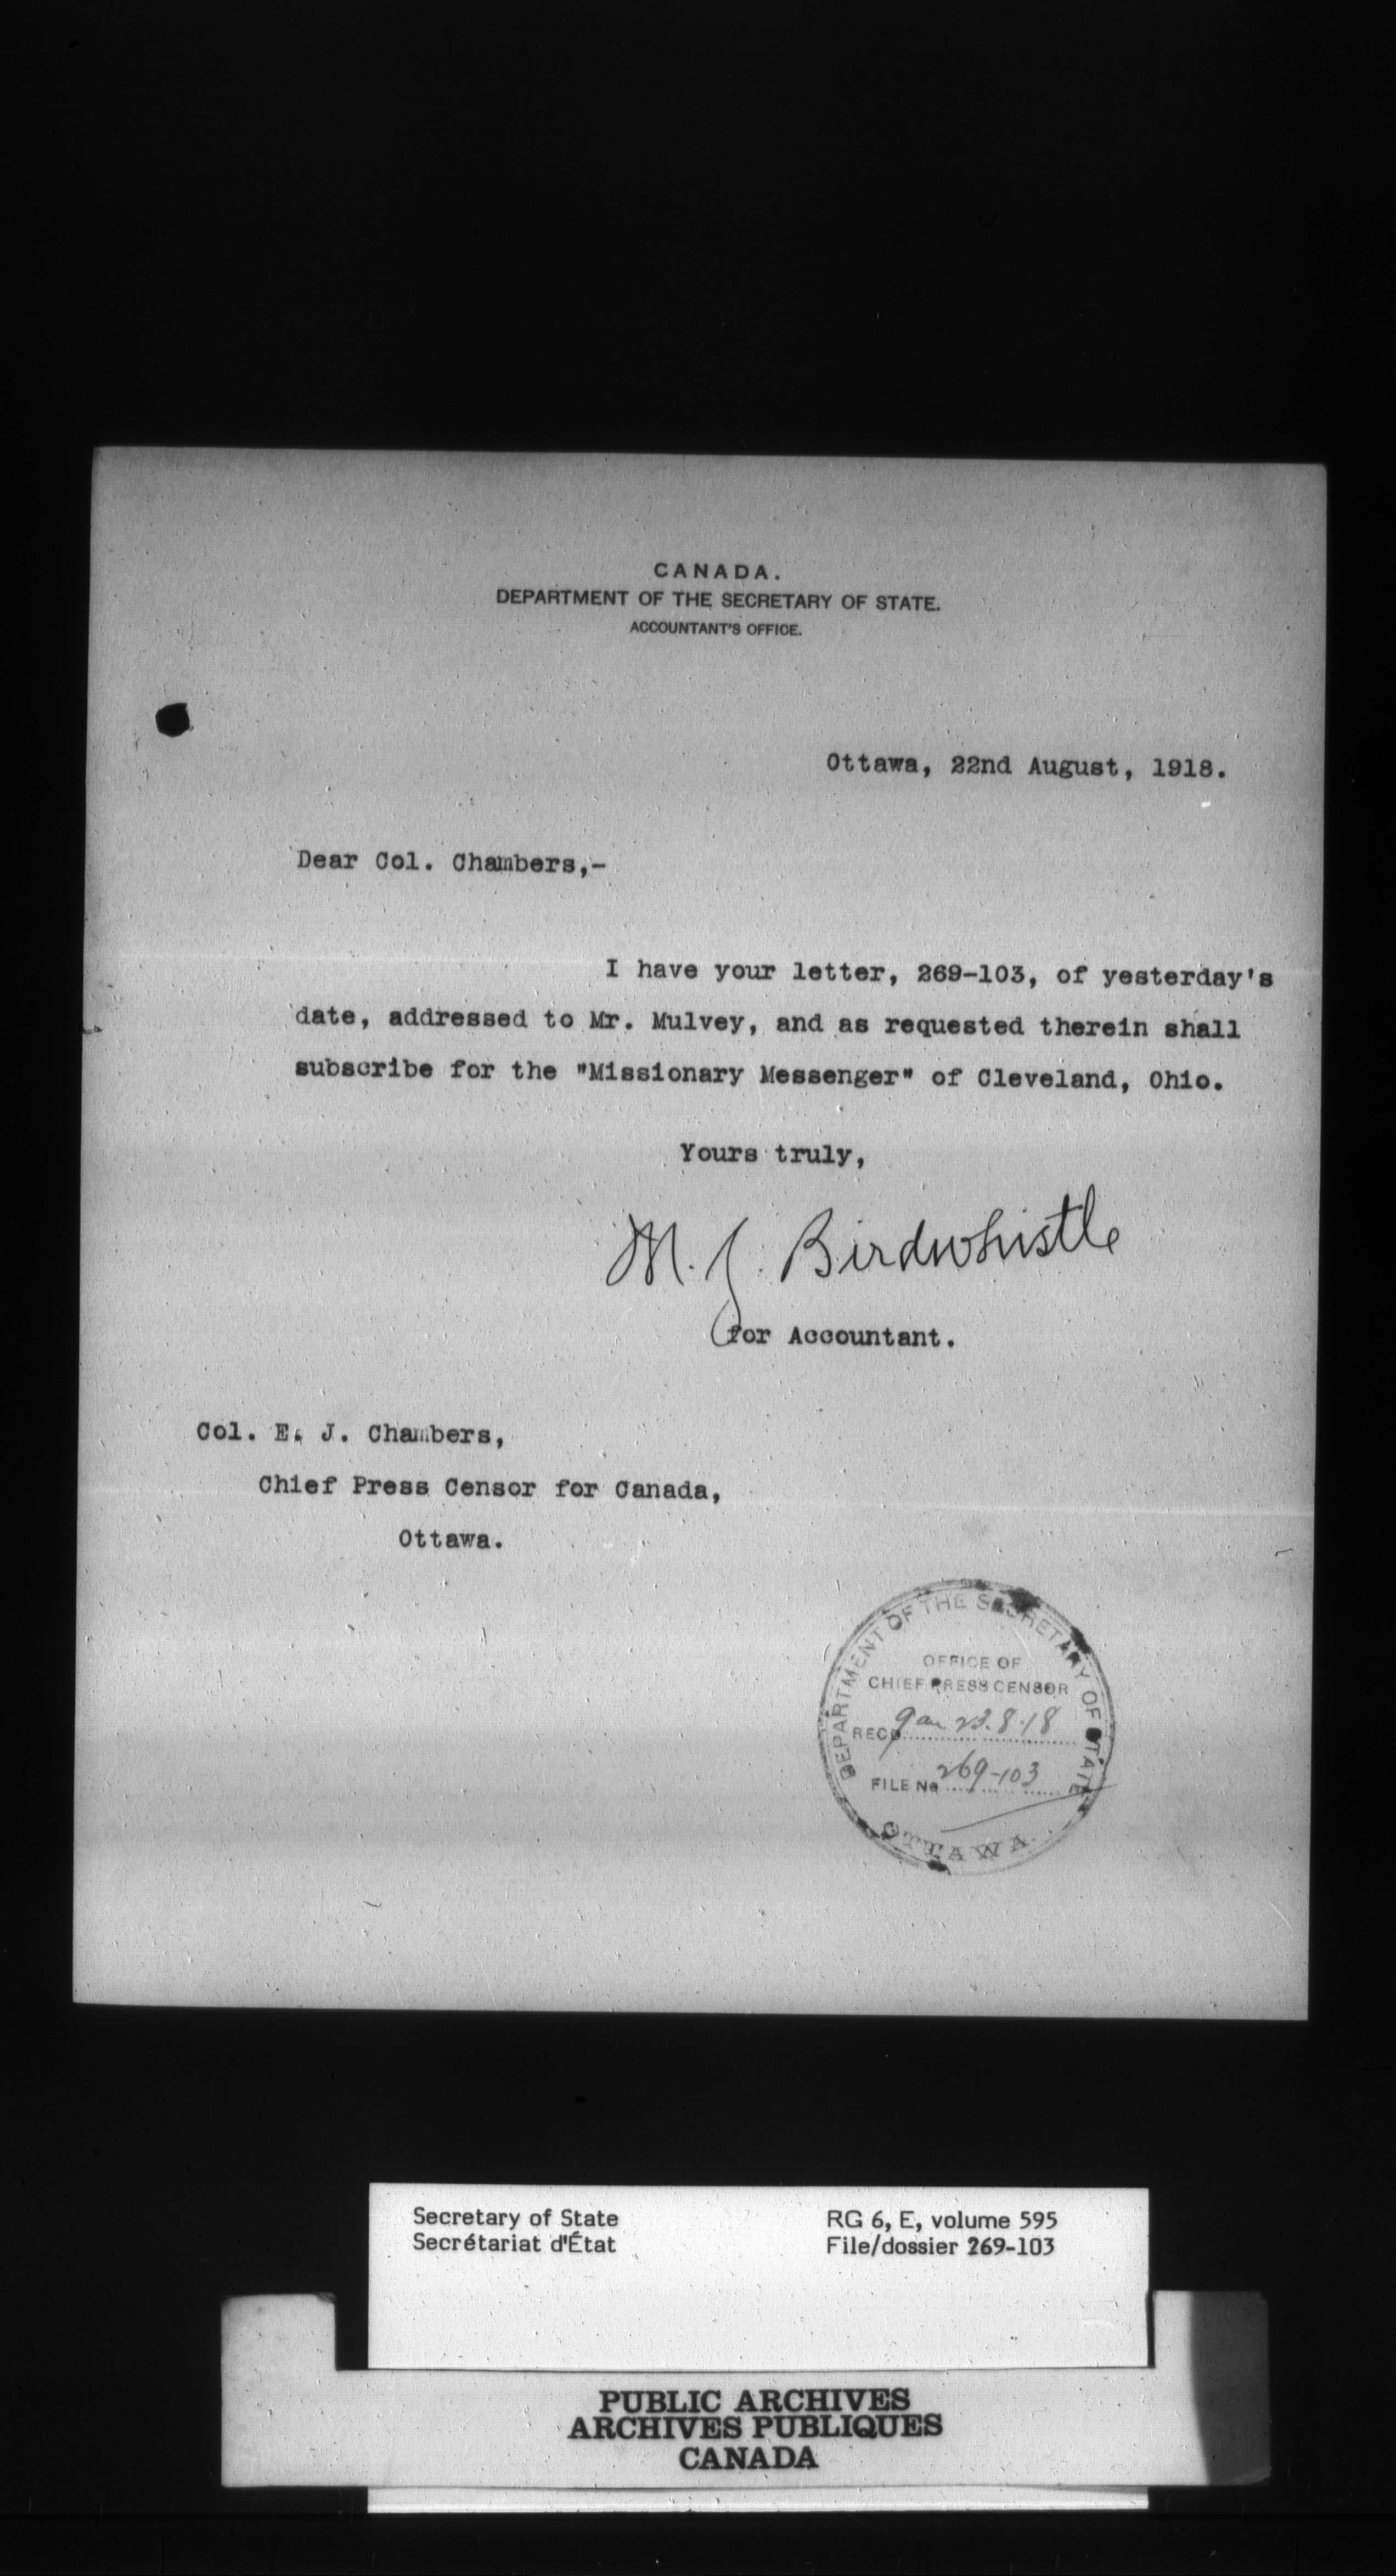 CANADA.
DEPARTMENT OF THE SECRETARY OF STATE.
ACCOUNTANT'S OFFICE.
Ottawa, 22nd August, 1918.
Dear Col. Chambers,-
I have your letter, 269-103, of yesterday's
date, addressed to Mr. Mulvey, and as requested therein shall
subscribe for the "Missionary Messenger" of Cleveland, Ohio.
Yours truly,
M. J. Birdwhistle
for Accountant.
Col. E. J. Chambers,
Chief Press Censor for Canada,
Ottawa.
DEPARTMENT OF THE SECRETARY OF STATE
OFFICE OF
CHIEF PRESS CENSOR
RECD 23.8.18
FILE No 269-103
OTTAWA
Secretary of State
Secrétariat d'État
RG 6, E, volume 595
File/dossier 269-103
PUBLIC ARCHIVES
ARCHIVES PUBLIQUES
CANADA